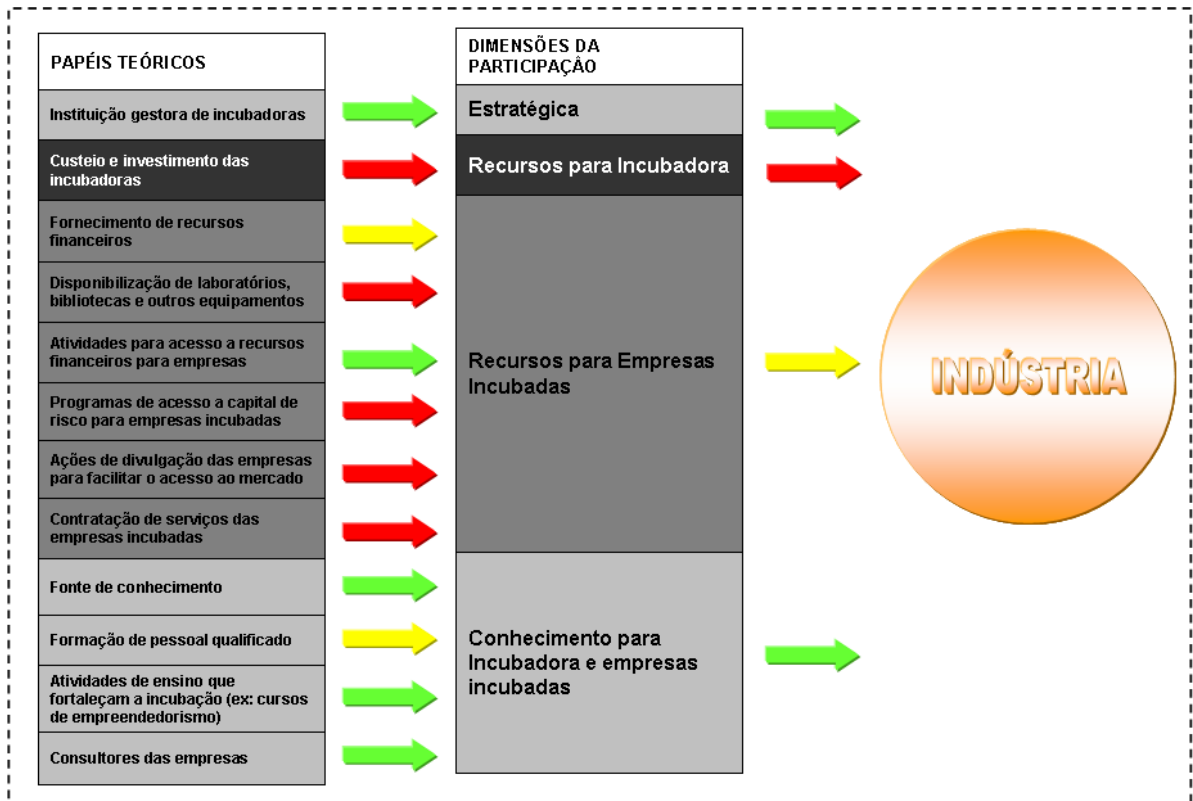 PAPÉIS TEÓRICOS
Instituição gestora de incubadoras
Custeio e investimento das
incubadoras
Fornecimento de recursos
financeiros
Disponibilização de laboratórios,
bibliotecas e outros equipamentos
Atividades para acesso a recursos
financeiros para empresas
Programas de acesso a capital de
risco para empresas incubadas
Ações de divulgação das empresas
para facilitar o acesso ao mercado
Contratação de serviços das
empresas incubadas
Fonte de conhecimento
Formação de pessoal qualificado
Atividades de ensino que
fortaleçam a incubação (ex: cursos
de empreendedorismo)
Consultores das empresas
DIMENSÕES DA
PARTICIPAÇÂO
Estratégica
Recursos para Incubadora
Recursos para Empresas
Incubadas
Conhecimento para
Incubadora e empresas
incubadas
INDÚSTRIA